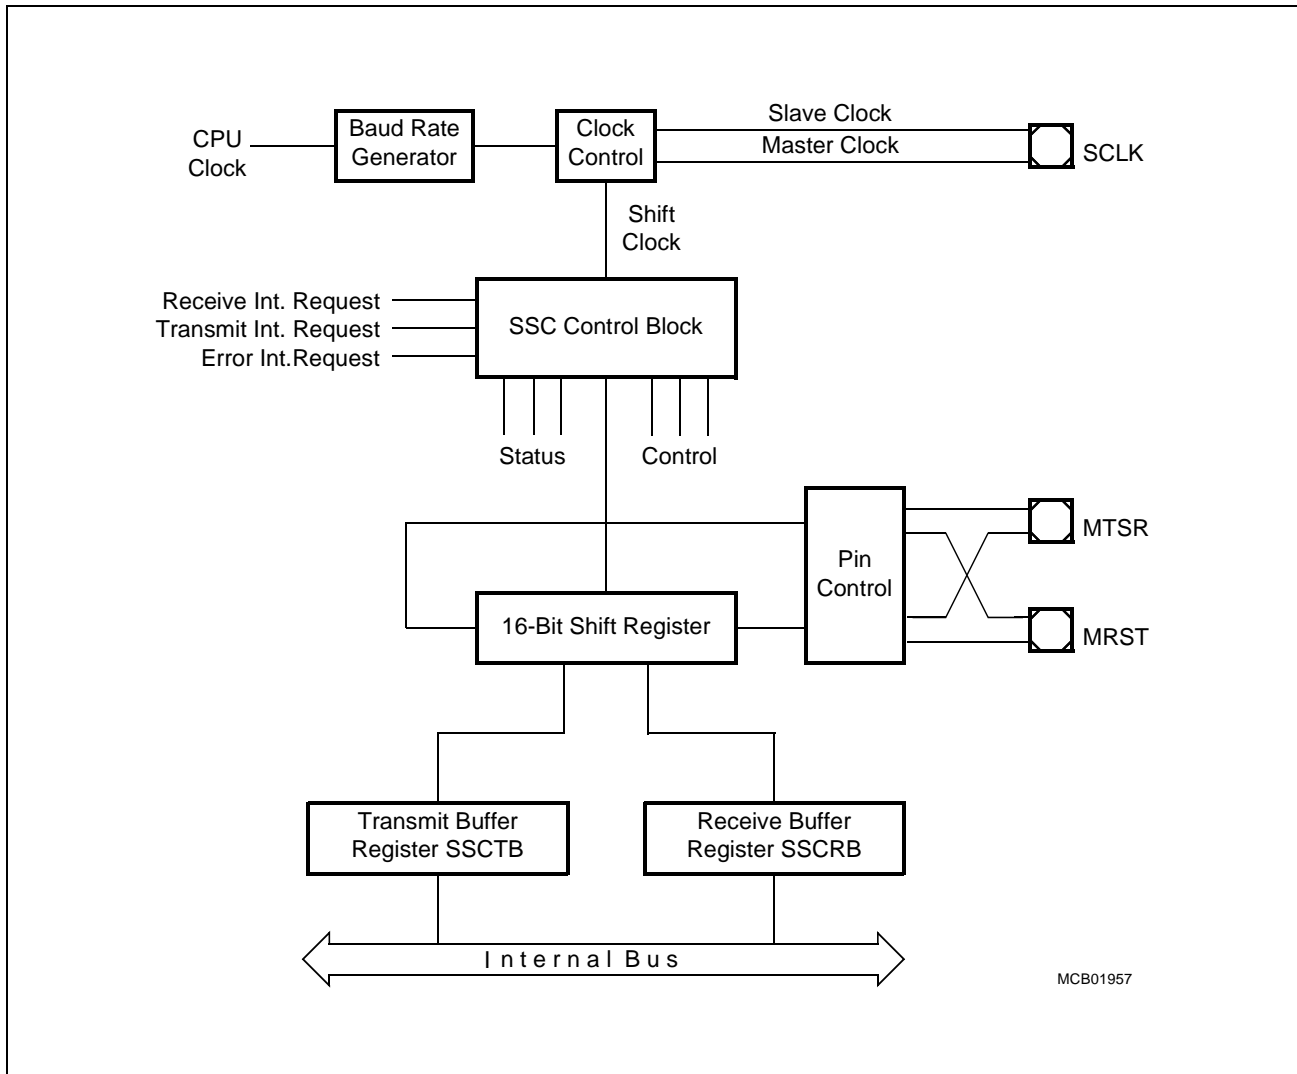 CPU
Clock
Baud Rate
Generator
Clock
Control
Slave Clock
Master Clock
SCLK
Shift
Clock
Receive Int. Request
Transmit Int. Request
Error Int.Request
SSC Control Block
Status
Control
Pin
Control
MTSR
MRST
16-Bit Shift Register
Transmit Buffer
Register SSCTB
Receive Buffer
Register SSCRB
Internal Bus
MCB01957